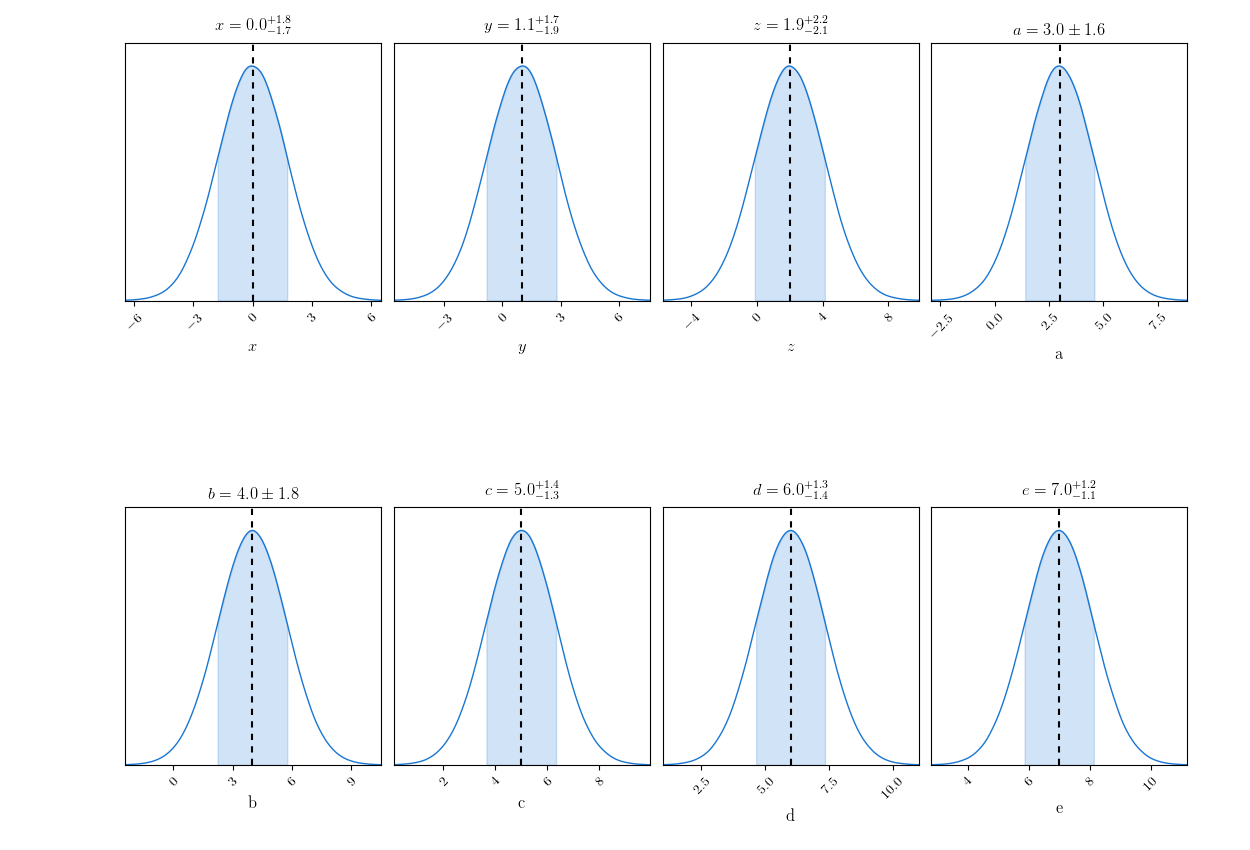 x = 0.0^{+1.8}_{-1.7}
y = 1.1^{+1.7}_{-1.9}
z = 1.9^{+2.2}_{-2.1}
a = 3.0 ± 1.6
−6 −3 0 3 6
−3 0 3 6
−4 0 4 8
−2.5 0.0 2.5 5.0 7.5
x
y
z
a
b = 4.0 ± 1.8
c = 5.0^{+1.4}_{-1.3}
d = 6.0^{+1.3}_{-1.4}
e = 7.0^{+1.2}_{-1.1}
0 3 6 9
2 4 6 8
2.5 5.0 7.5 10.0
4 6 8 10
b
c
d
e